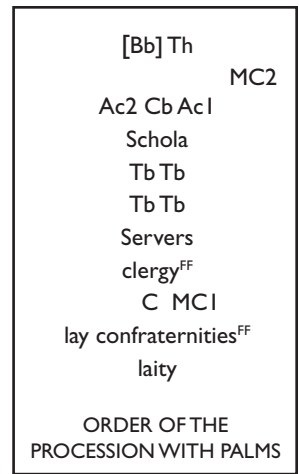 [Bb] Th
MC2
Ac2 Cb Ac1
Schola
Tb Tb
Tb Tb
Servers
clergyFF
C MC1
lay confraternitiesFF
laity
ORDER OF THE
PROCESSION WITH PALMS